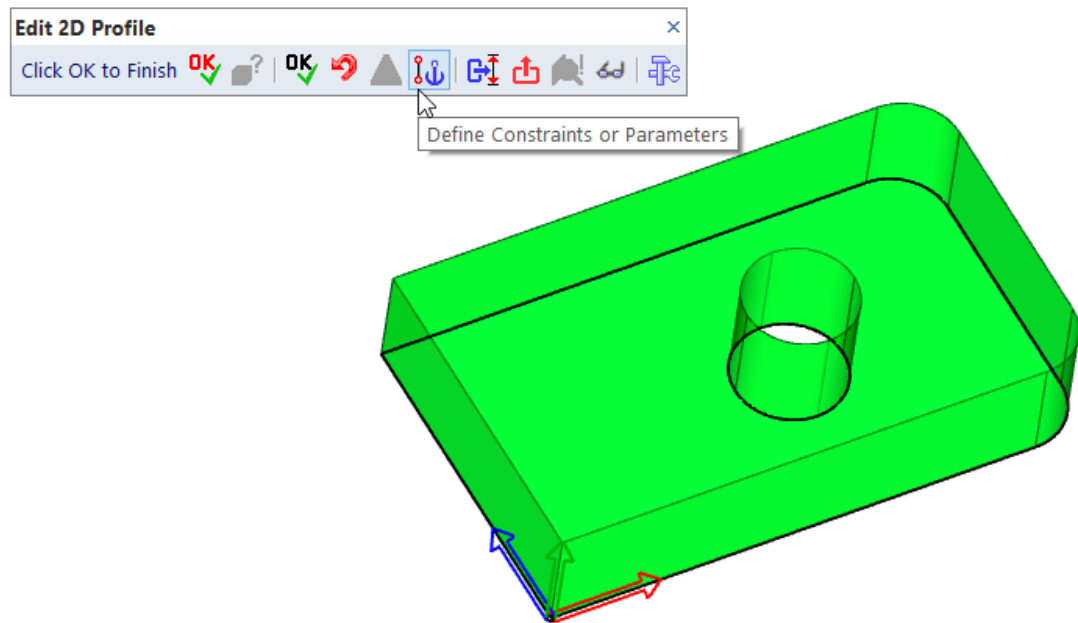 Edit 2D Profile ×
Click OK to Finish OK ? OK !
Define Constraints or Parameters